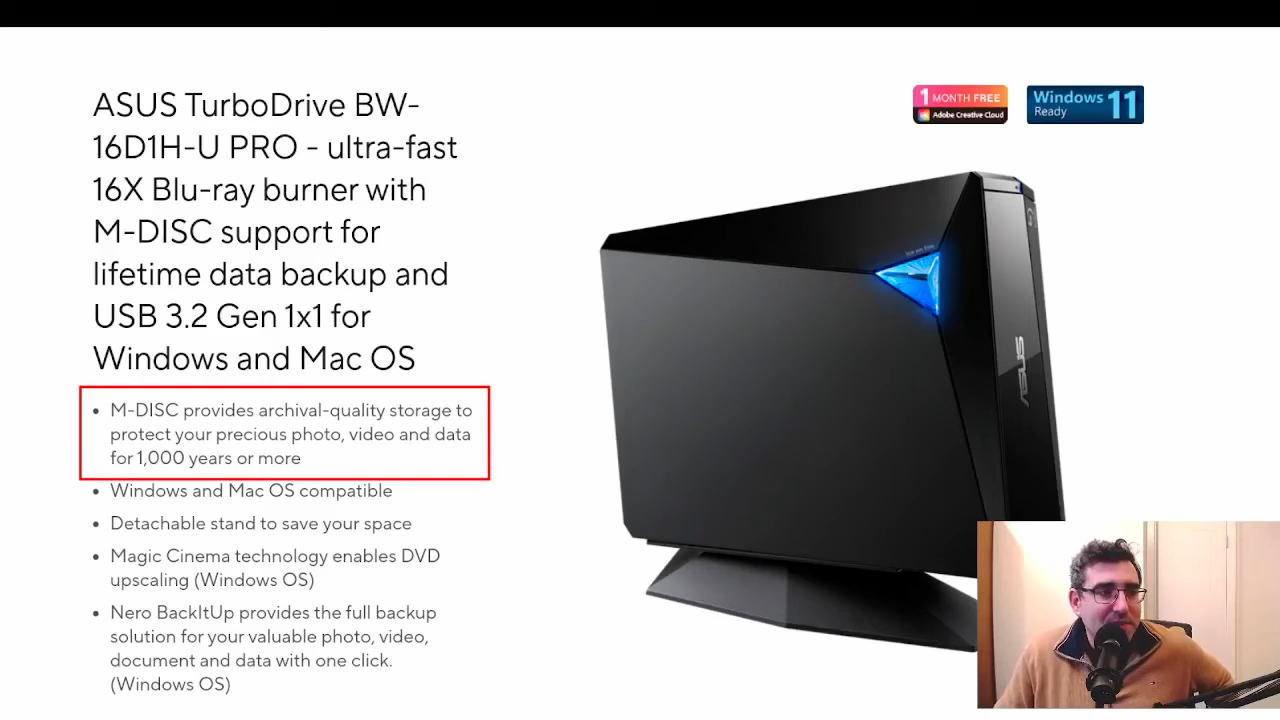 ASUS TurboDrive BW-
16D1H-U PRO - ultra-fast
16X Blu-ray burner with
M-DISC support for
lifetime data backup and
USB 3.2 Gen 1x1 for
Windows and Mac OS
• M-DISC provides archival-quality storage to
protect your precious photo, video and data
for 1,000 years or more
• Windows and Mac OS compatible
• Detachable stand to save your space
• Magic Cinema technology enables DVD
upscaling (Windows OS)
• Nero BackItUp provides the full backup
solution for your valuable photo, video,
document and data with one click.
(Windows OS)
1 MONTH FREE
Adobe Creative Cloud
Windows 11
Ready
ASUS